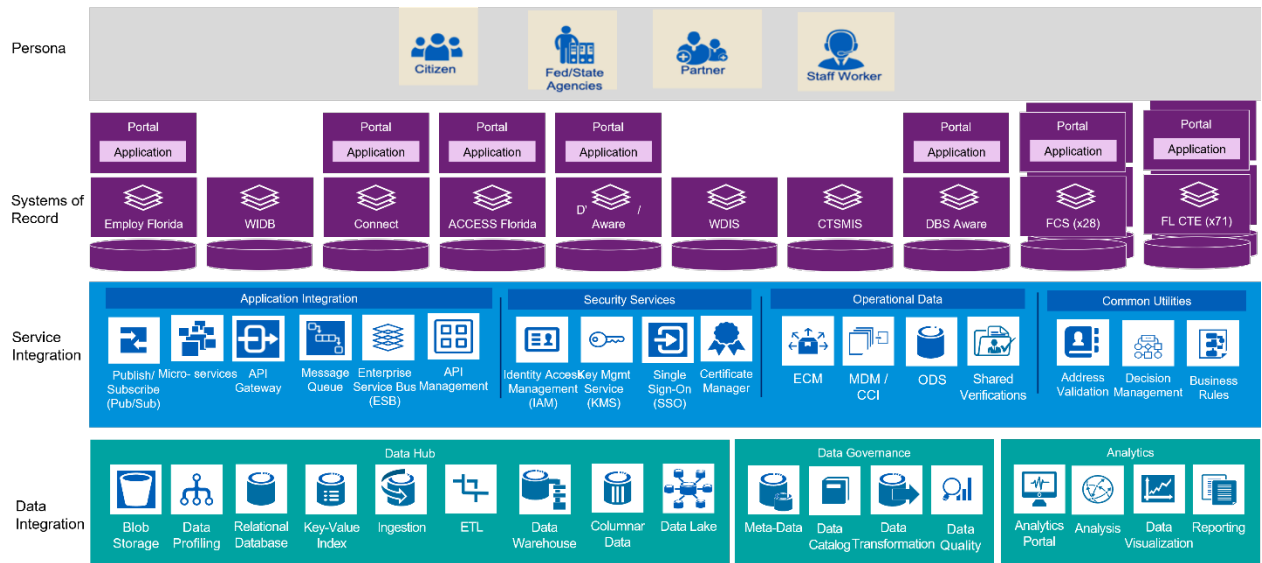 Persona
Citizen
Fed/State
Agencies
Partner
Staff Worker
Systems of
Record
Portal
Application
Employ Florida
WIDB
Portal
Application
Connect
Portal
Application
ACCESS Florida
Portal
Application
D' /
Aware
WDIS
CTSMIS
Portal
Application
DBS Aware
Portal
Application
FCS (x28)
Portal
Application
FL CTE (x71)
Service
Integration
Application Integration
Publish/
Subscribe
(Pub/Sub)
Micro- services
API
Gateway
Message
Queue
Enterprise
Service Bus
(ESB)
API
Management
Security Services
Identity Access
Management
(IAM)
Key Mgmt
Service
(KMS)
Single
Sign-On
(SSO)
Certificate
Manager
Operational Data
ECM
MDM /
CCI
ODS
Shared
Verifications
Common Utilities
Address
Validation
Decision
Management
Business
Rules
Data
Integration
Data Hub
Blob
Storage
Data
Profiling
Relational
Database
Key-Value
Index
Ingestion
ETL
Data
Warehouse
Columnar
Data
Data Lake
Data Governance
Meta-Data
Data
Catalog
Data
Transformation
Data
Quality
Analytics
Analytics
Portal
Analysis
Data
Visualization
Reporting